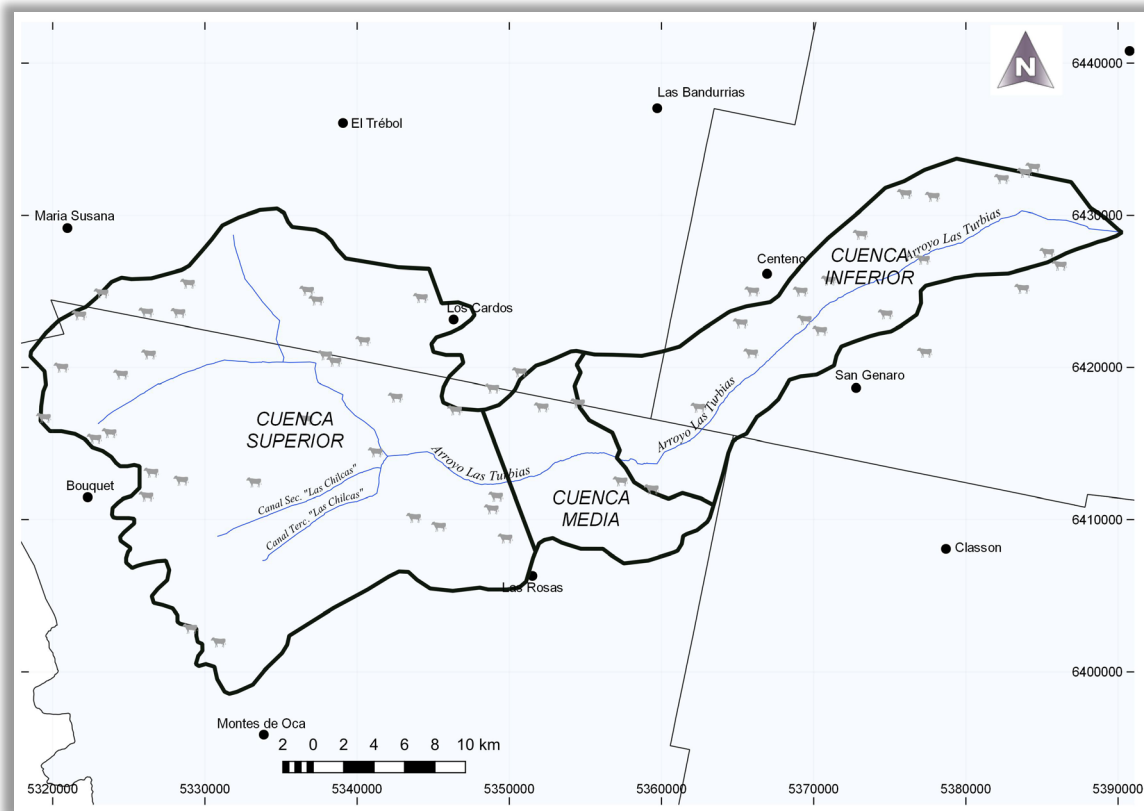 N
6440000
Las Bandurrias
El Trébol
Maria Susana
6430000
Arroyo Las Turbias
Centeno
CUENCA
INFERIOR
Los Cardos
6420000
San Genaro
CUENCA
SUPERIOR
Arroyo Las Turbias
Arroyo Las Turbias
Bouquet
Canal Sec. "Las Chilcas"
Canal Terc. "Las Chilcas"
CUENCA
MEDIA
6410000
Classon
Las Rosas
6400000
Montes de Oca
2 0 2 4 6 8 10 km
5320000 5330000 5340000 5350000 5360000 5370000 5380000 5390000